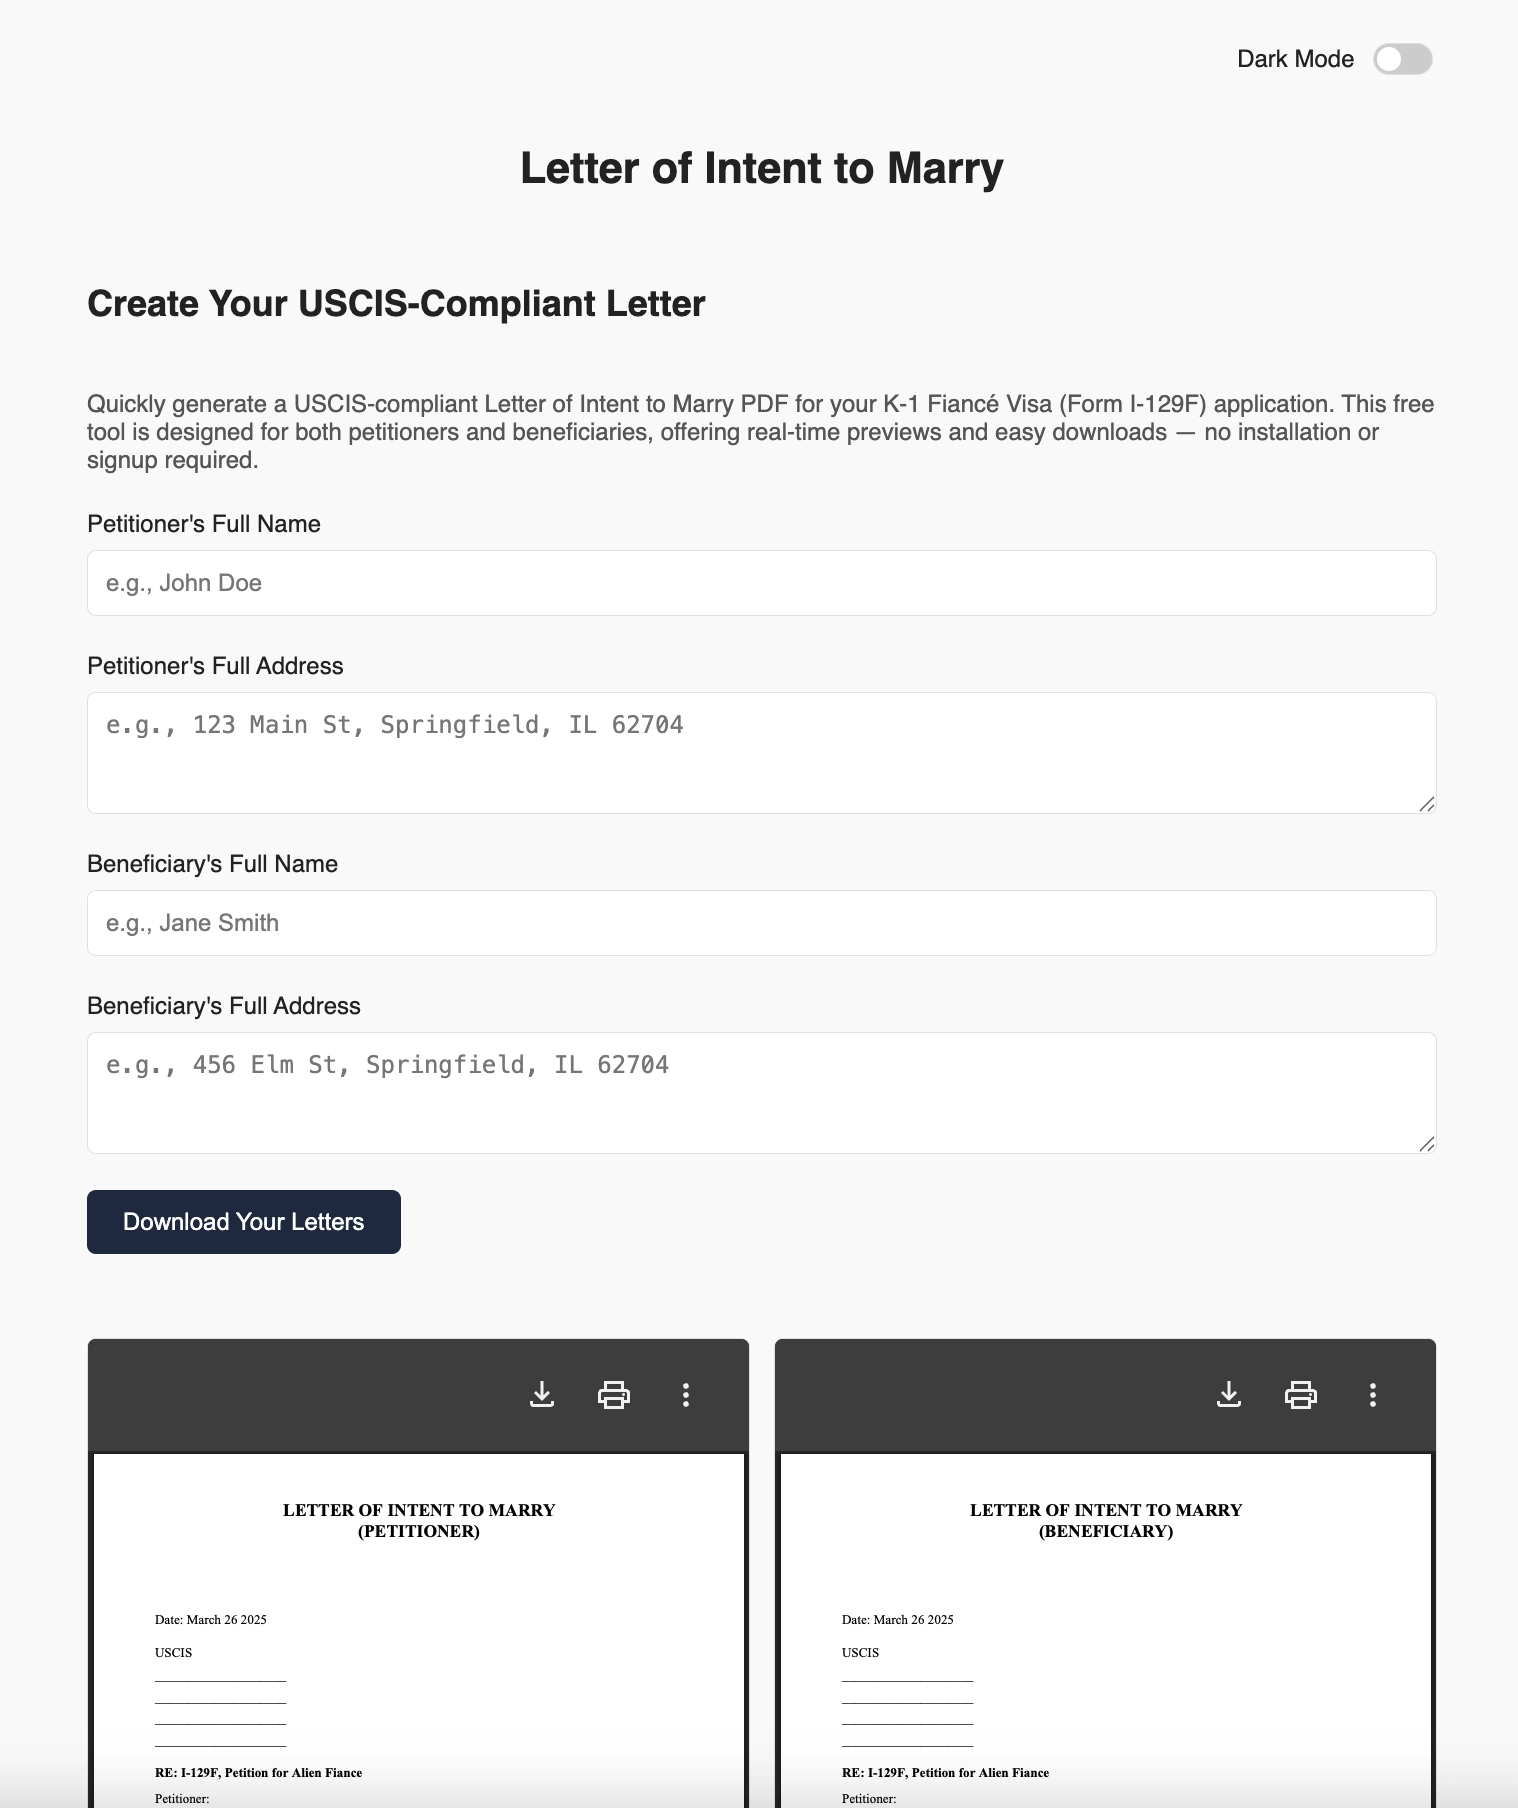 Dark Mode
Letter of Intent to Marry
Create Your USCIS-Compliant Letter
Quickly generate a USCIS-compliant Letter of Intent to Marry PDF for your K-1 Fiancé Visa (Form I-129F) application. This free
tool is designed for both petitioners and beneficiaries, offering real-time previews and easy downloads — no installation or
signup required.
Petitioner's Full Name
e.g., John Doe
Petitioner's Full Address
e.g., 123 Main St, Springfield, IL 62704
Beneficiary's Full Name
e.g., Jane Smith
Beneficiary's Full Address
e.g., 456 Elm St, Springfield, IL 62704
Download Your Letters
LETTER OF INTENT TO MARRY
(PETITIONER)
Date: March 26 2025
USCIS
RE: I-129F, Petition for Alien Fiance
Petitioner:
LETTER OF INTENT TO MARRY
(BENEFICIARY)
Date: March 26 2025
USCIS
RE: I-129F, Petition for Alien Fiance
Petitioner: